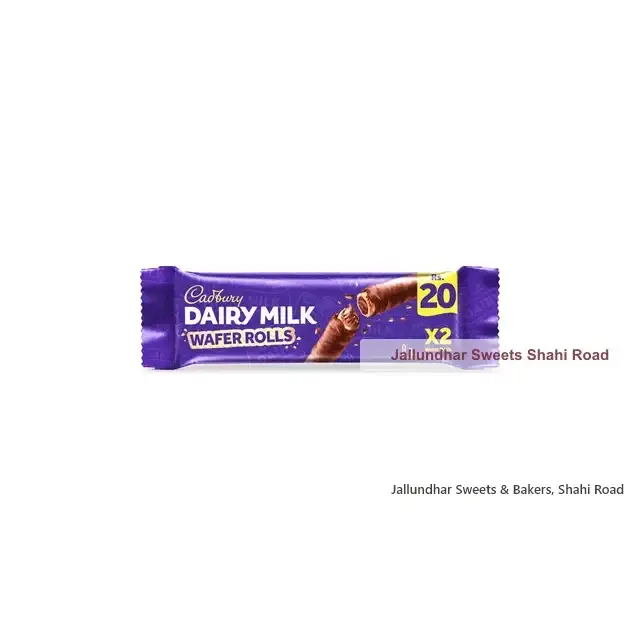 Cadbury
DAIRY MILK
WAFER ROLLS
Rs.
20
X2
Jallundhar Sweets Shahi Road
Jallundhar Sweets & Bakers, Shahi Road